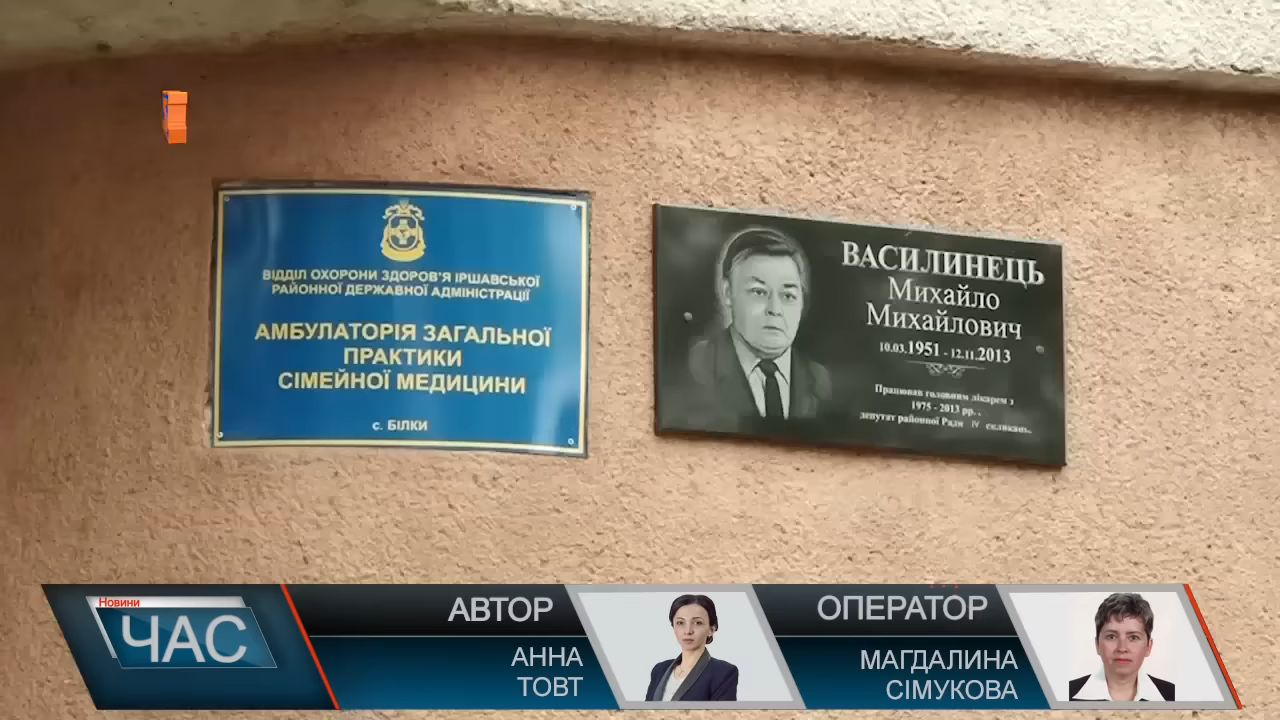 ВІДДІЛ ОХОРОНИ ЗДОРОВ'Я ІРШАВСЬКОЇ
РАЙОННОЇ ДЕРЖАВНОЇ АДМІНІСТРАЦІЇ
АМБУЛАТОРІЯ ЗАГАЛЬНОЇ
ПРАКТИКИ
СІМЕЙНОЇ МЕДИЦИНИ
с. БІЛКИ
ВАСИЛИНЕЦЬ
Михайло
Михайлович
10.03.1951 - 12.11.2013
Працював головним лікарем з
1975 - 2013 рр. ,
депутат районної Ради IV скликань.
Новини
ЧАС
АВТОР
АННА
ТОВТ
ОПЕРАТОР
МАГДАЛИНА
СІМУКОВА